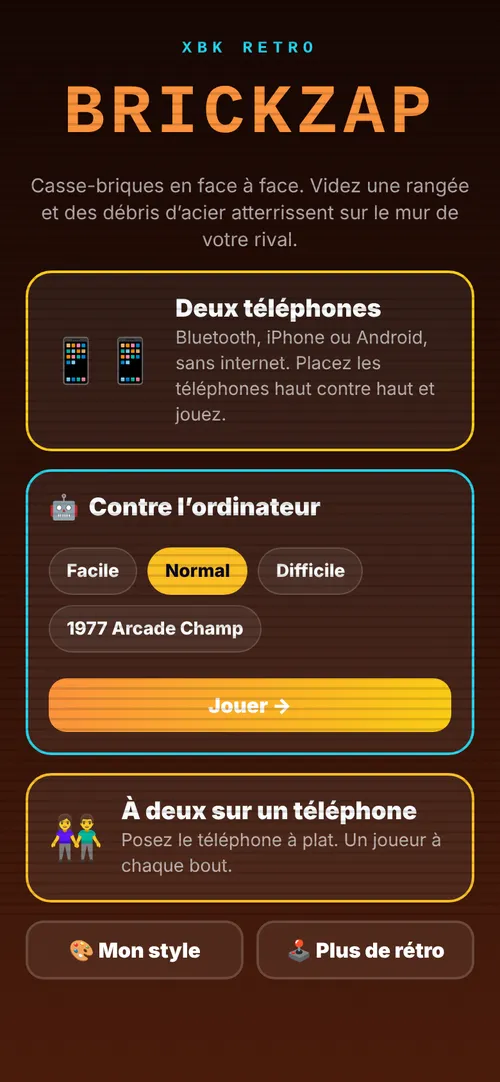 XBK RETRO
BRICKZAP
Casse-briques en face à face. Videz une rangée
et des débris d’acier atterrissent sur le mur de
votre rival.
Deux téléphones
Bluetooth, iPhone ou Android,
sans internet. Placez les
téléphones haut contre haut et
jouez.
Contre l’ordinateur
Facile
Normal
Difficile
1977 Arcade Champ
Jouer →
À deux sur un téléphone
Posez le téléphone à plat. Un joueur à
chaque bout.
Mon style
Plus de rétro